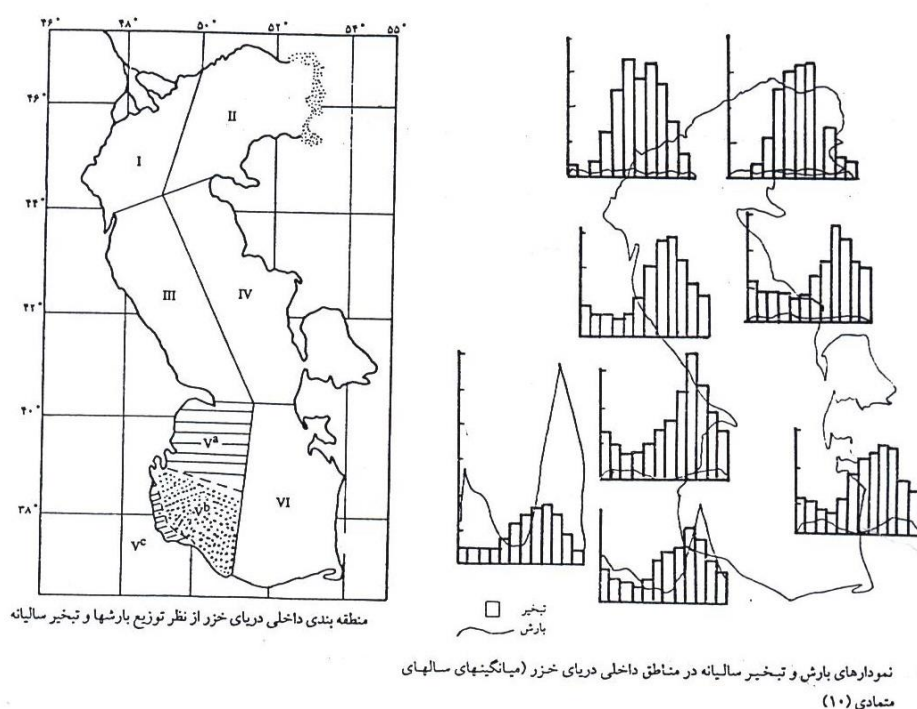 ۴۶° ۴۸° ۵۰° ۵۲° ۵۴° ۵۵°
۴۶°
۴۴°
۴۲°
۴۰°
۳۸°
I
II
III
IV
Vᵃ
Vᵇ
Vᶜ
VI
منطقه بندی داخلی دریای خزر از نظر توزیع بارشها و تبخیر سالیانه
تبخیر
بارش
نمودارهای بارش و تبخیر سالیانه در مناطق داخلی دریای خزر (میانگینهای سالهای
متمادی (۱۰)